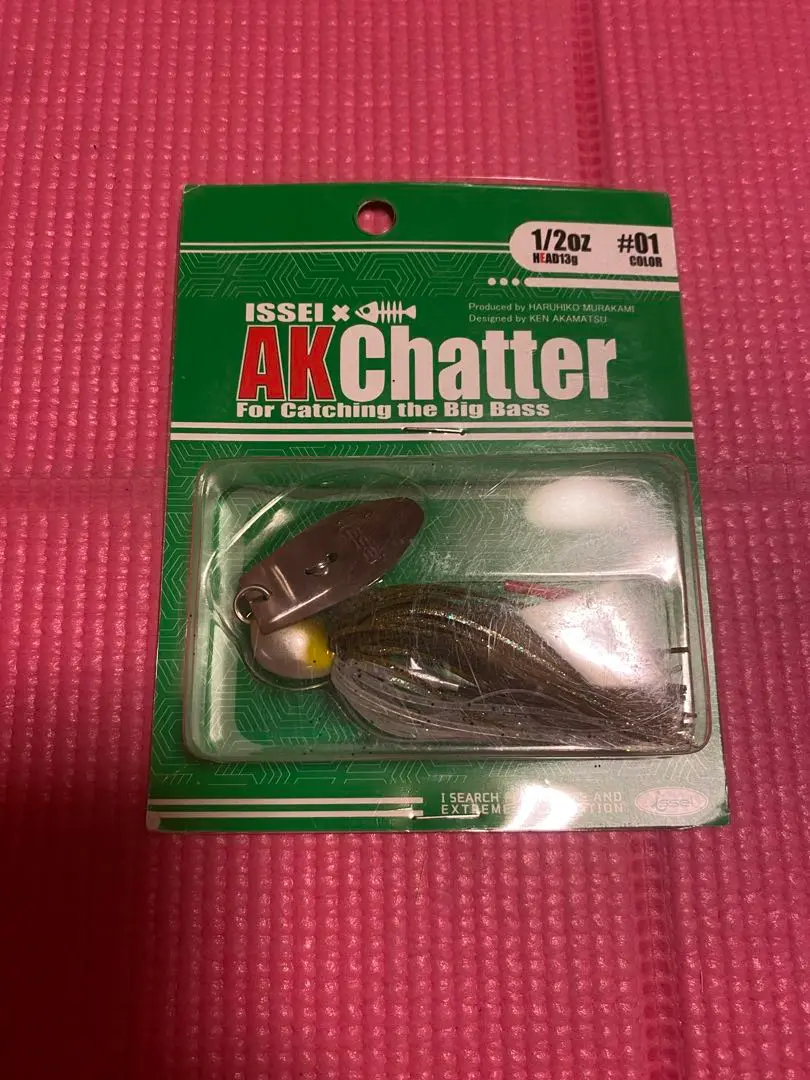 1/2oz #01
HEAD13g COLOR
ISSEI ×
Produced by HARUHIKO MURAKAMI
Designed by KEN AKAMATSU
AKChatter
For Catching the Big Bass
issei
I SEARCH AND
EXTREME
issei